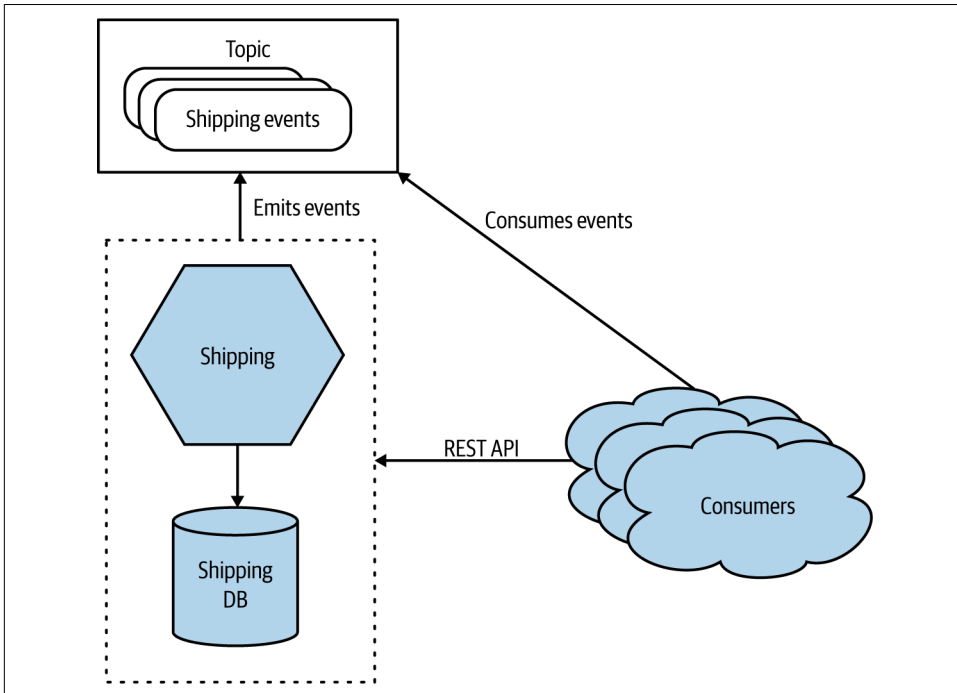 Topic
Shipping events
Emits events
Consumes events
Shipping
REST API
Consumers
Shipping
DB